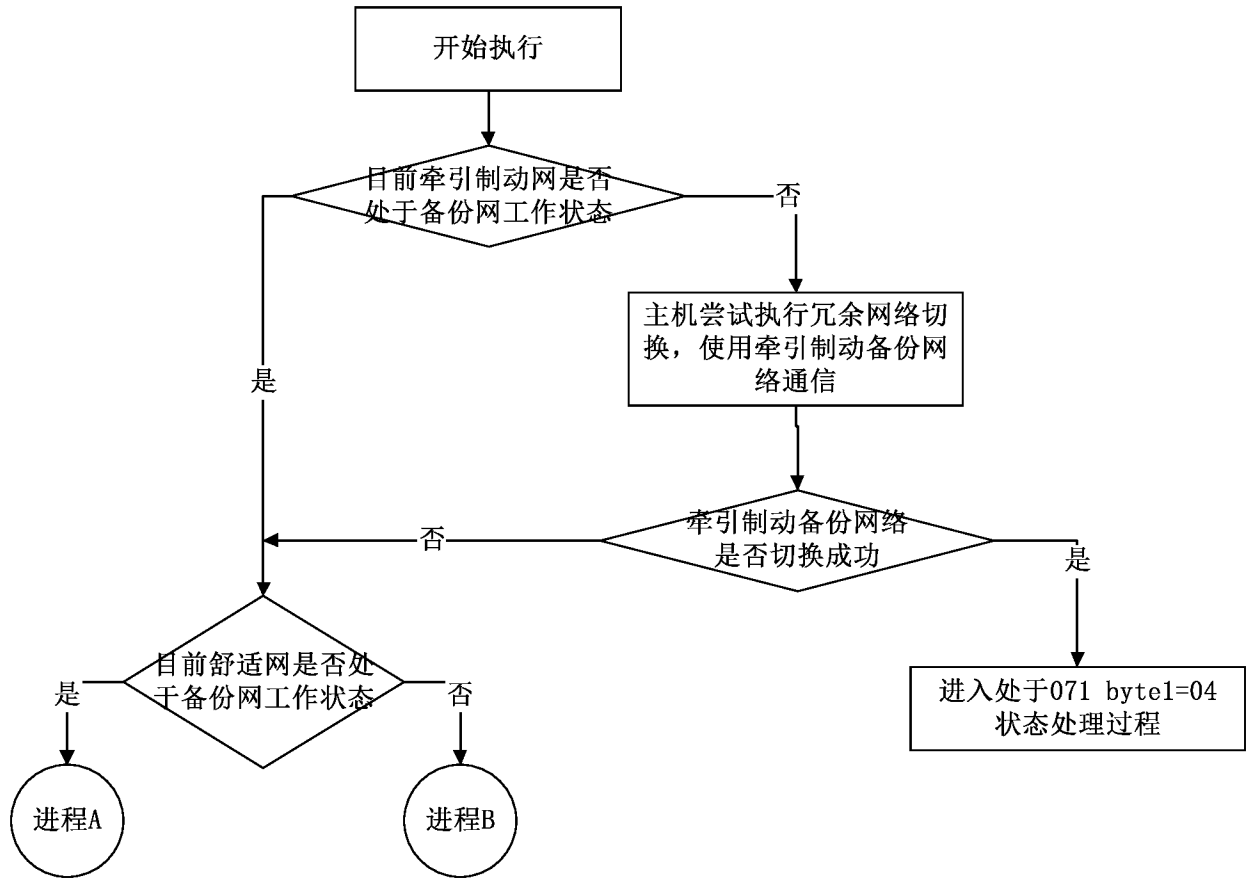 开始执行
目前牵引制动网是否
处于备份网工作状态
否
主机尝试执行冗余网络切
换，使用牵引制动备份网
络通信
是
牵引制动备份网络
是否切换成功
否
是
目前舒适网是否处
于备份网工作状态
是
否
进入处于071 byte1=04
状态处理过程
进程A
进程B